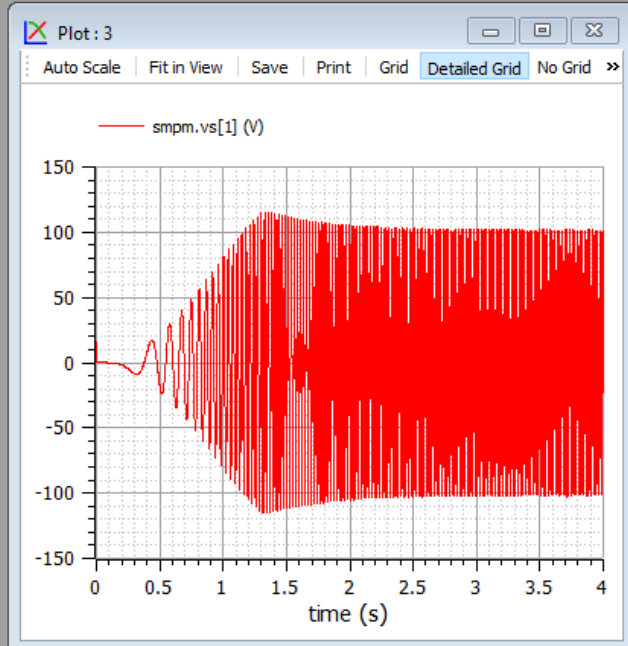 Plot : 3
Auto Scale Fit in View Save Print Grid Detailed Grid No Grid »
smpm.vs[1] (V)
150
100
50
0
-50
-100
-150
0 0.5 1 1.5 2 2.5 3 3.5 4
time (s)